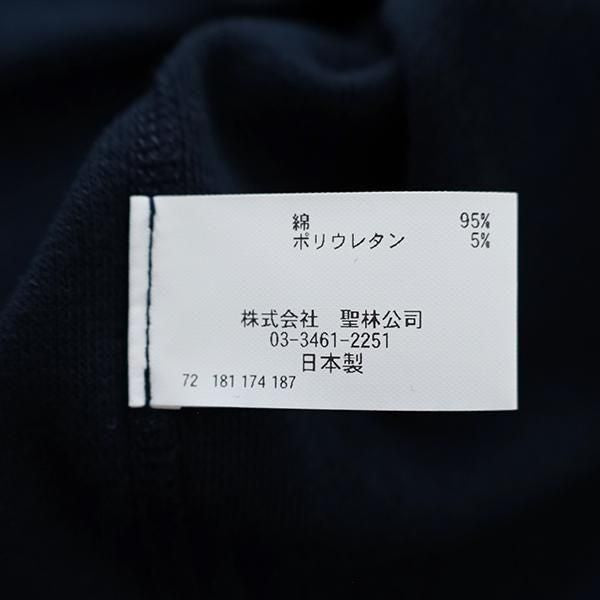 綿 95%
ポリウレタン 5%
株式会社 聖林公司
03-3461-2251
日本製
72 181 174 187